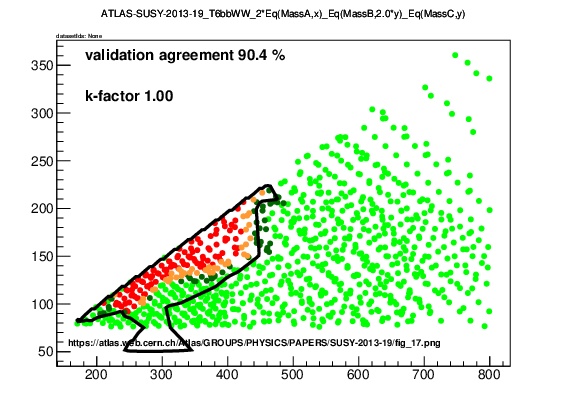 ATLAS-SUSY-2013-19_T6bbWW_2*Eq(MassA,x)_Eq(MassB,2.0*y)_Eq(MassC,y)
datasetIds: None
validation agreement 90.4 %
k-factor 1.00
350
300
250
200
150
100
50
https://atlas.web.cern.ch/Atlas/GROUPS/PHYSICS/PAPERS/SUSY-2013-19/fig_17.png
200 300 400 500 600 700 800